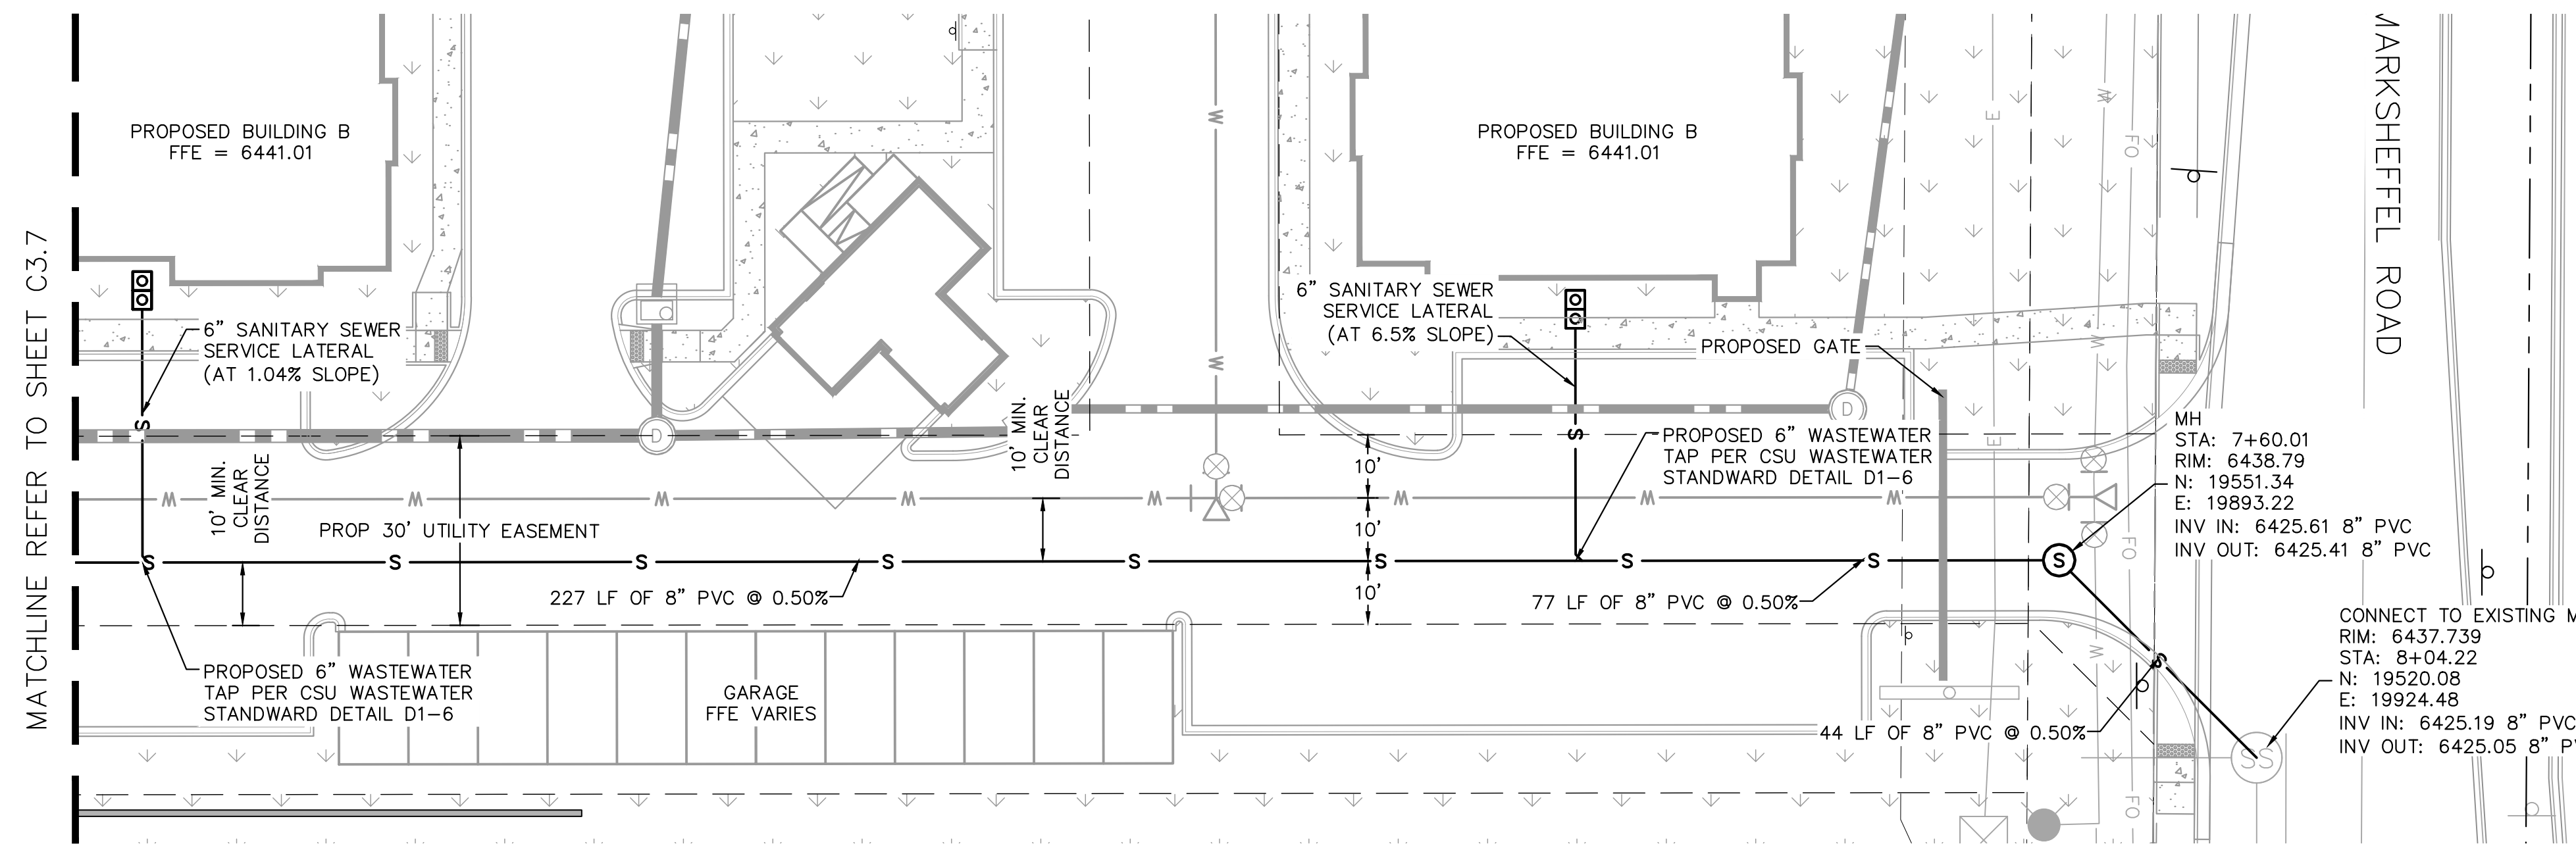 MATCHLINE REFER TO SHEET C3.7
PROPOSED BUILDING B
FFE = 6441.01
6" SANITARY SEWER
SERVICE LATERAL
(AT 1.04% SLOPE)
S
10' MIN.
CLEAR
DISTANCE
PROP 30' UTILITY EASEMENT
D
10' MIN.
CLEAR
DISTANCE
W
W
W W W W W W W W
S S S S S S S S
227 LF OF 8" PVC @ 0.50%
PROPOSED 6" WASTEWATER
TAP PER CSU WASTEWATER
STANDWARD DETAIL D1-6
GARAGE
FFE VARIES
PROPOSED BUILDING B
FFE = 6441.01
6" SANITARY SEWER
SERVICE LATERAL
(AT 6.5% SLOPE)
PROPOSED GATE
D
S
PROPOSED 6" WASTEWATER
TAP PER CSU WASTEWATER
STANDWARD DETAIL D1-6
10'
10'
10'
77 LF OF 8" PVC @ 0.50%
E
E
W
W
W
FO
FO
FO
MARKSHEFFEL ROAD
S
MH
STA: 7+60.01
RIM: 6438.79
N: 19551.34
E: 19893.22
INV IN: 6425.61 8" PVC
INV OUT: 6425.41 8" PVC
S
44 LF OF 8" PVC @ 0.50%
SS
CONNECT TO EXISTING
RIM: 6437.739
STA: 8+04.22
N: 19520.08
E: 19924.48
INV IN: 6425.19 8" PVC
INV OUT: 6425.05 8"